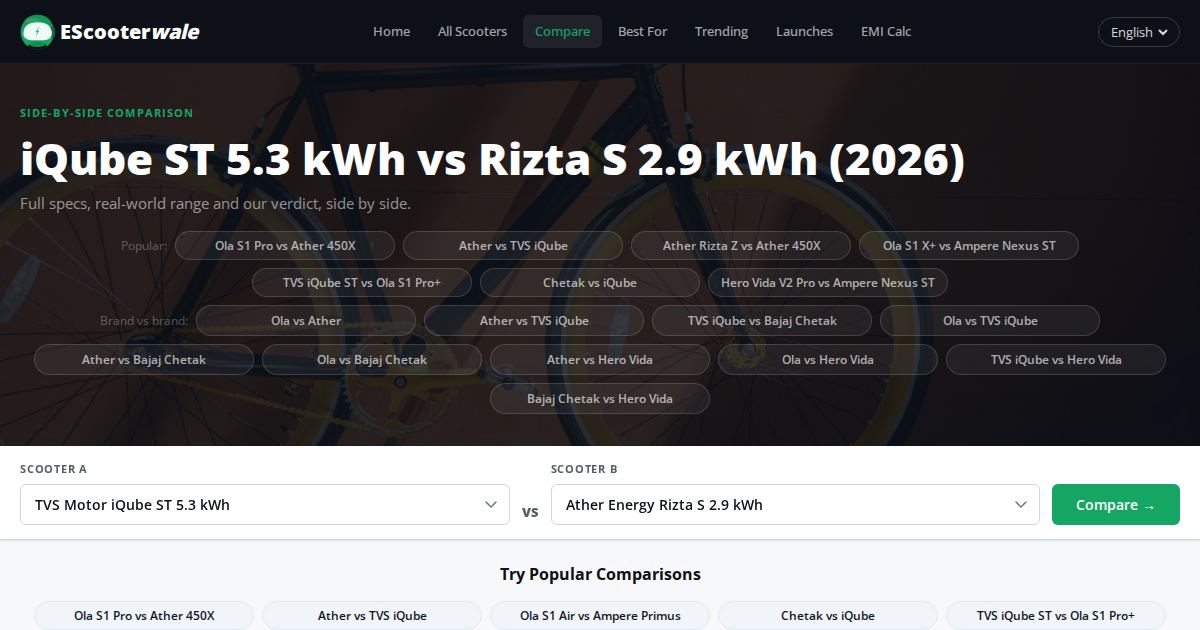 EScooterwale
Home All Scooters Compare Best For Trending Launches EMI Calc
English
SIDE-BY-SIDE COMPARISON
iQube ST 5.3 kWh vs Rizta S 2.9 kWh (2026)
Full specs, real-world range and our verdict, side by side.
Popular: Ola S1 Pro vs Ather 450X Ather vs TVS iQube Ather Rizta Z vs Ather 450X Ola S1 X+ vs Ampere Nexus ST
TVS iQube ST vs Ola S1 Pro+ Chetak vs iQube Hero Vida V2 Pro vs Ampere Nexus ST
Brand vs brand: Ola vs Ather Ather vs TVS iQube TVS iQube vs Bajaj Chetak Ola vs TVS iQube
Ather vs Bajaj Chetak Ola vs Bajaj Chetak Ather vs Hero Vida Ola vs Hero Vida TVS iQube vs Hero Vida
Bajaj Chetak vs Hero Vida
SCOOTER A SCOOTER B
TVS Motor iQube ST 5.3 kWh vs Ather Energy Rizta S 2.9 kWh Compare →
Try Popular Comparisons
Ola S1 Pro vs Ather 450X Ather vs TVS iQube Ola S1 Air vs Ampere Primus Chetak vs iQube TVS iQube ST vs Ola S1 Pro+